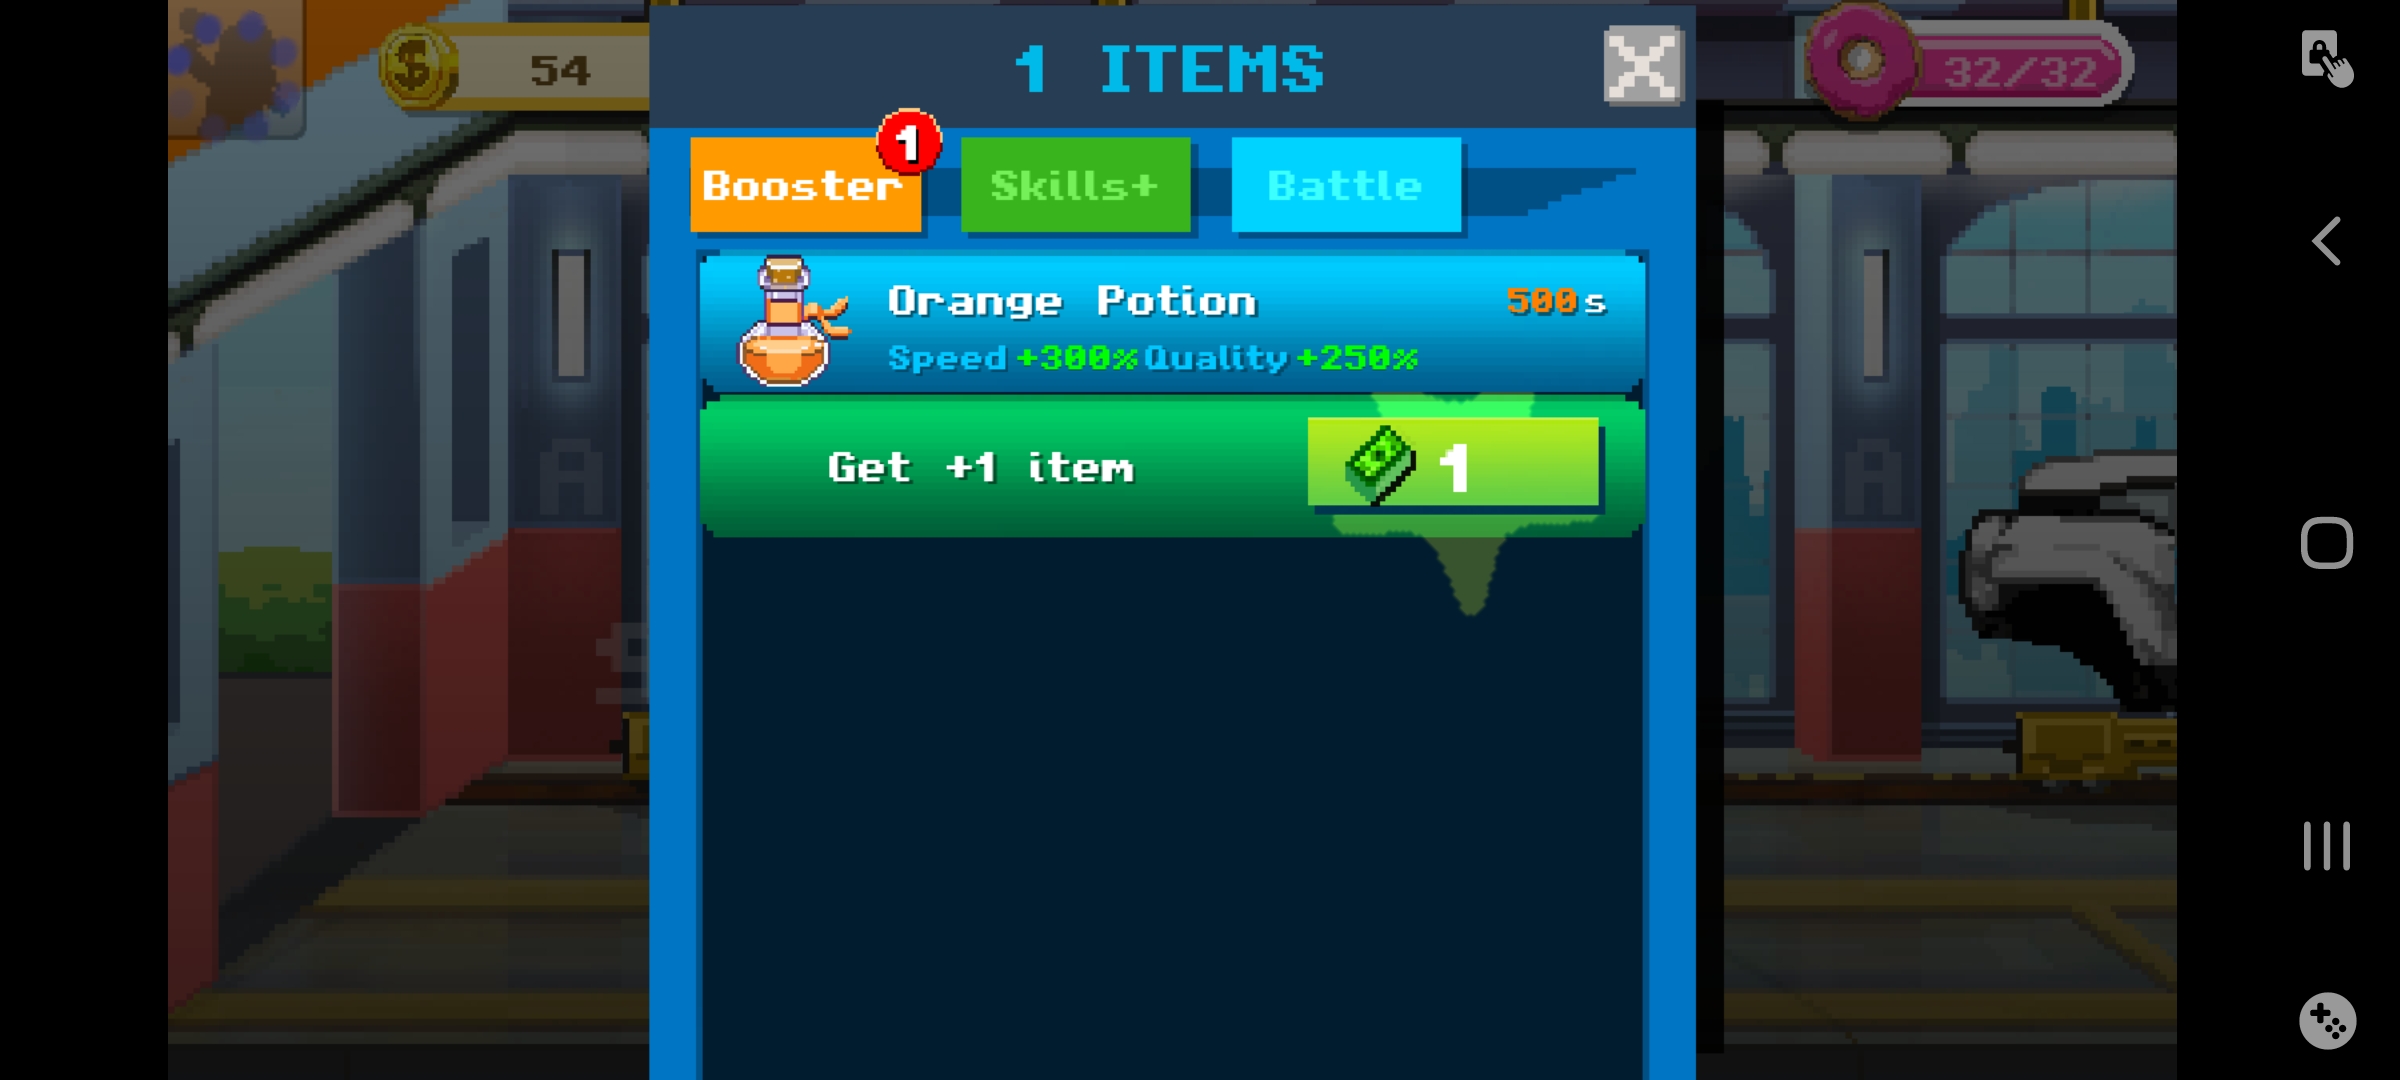 54
1 ITEMS
32/32
Booster
1
Skills+
Battle
Orange Potion
500s
Speed +300% Quality +250%
Get +1 item
1
A
A